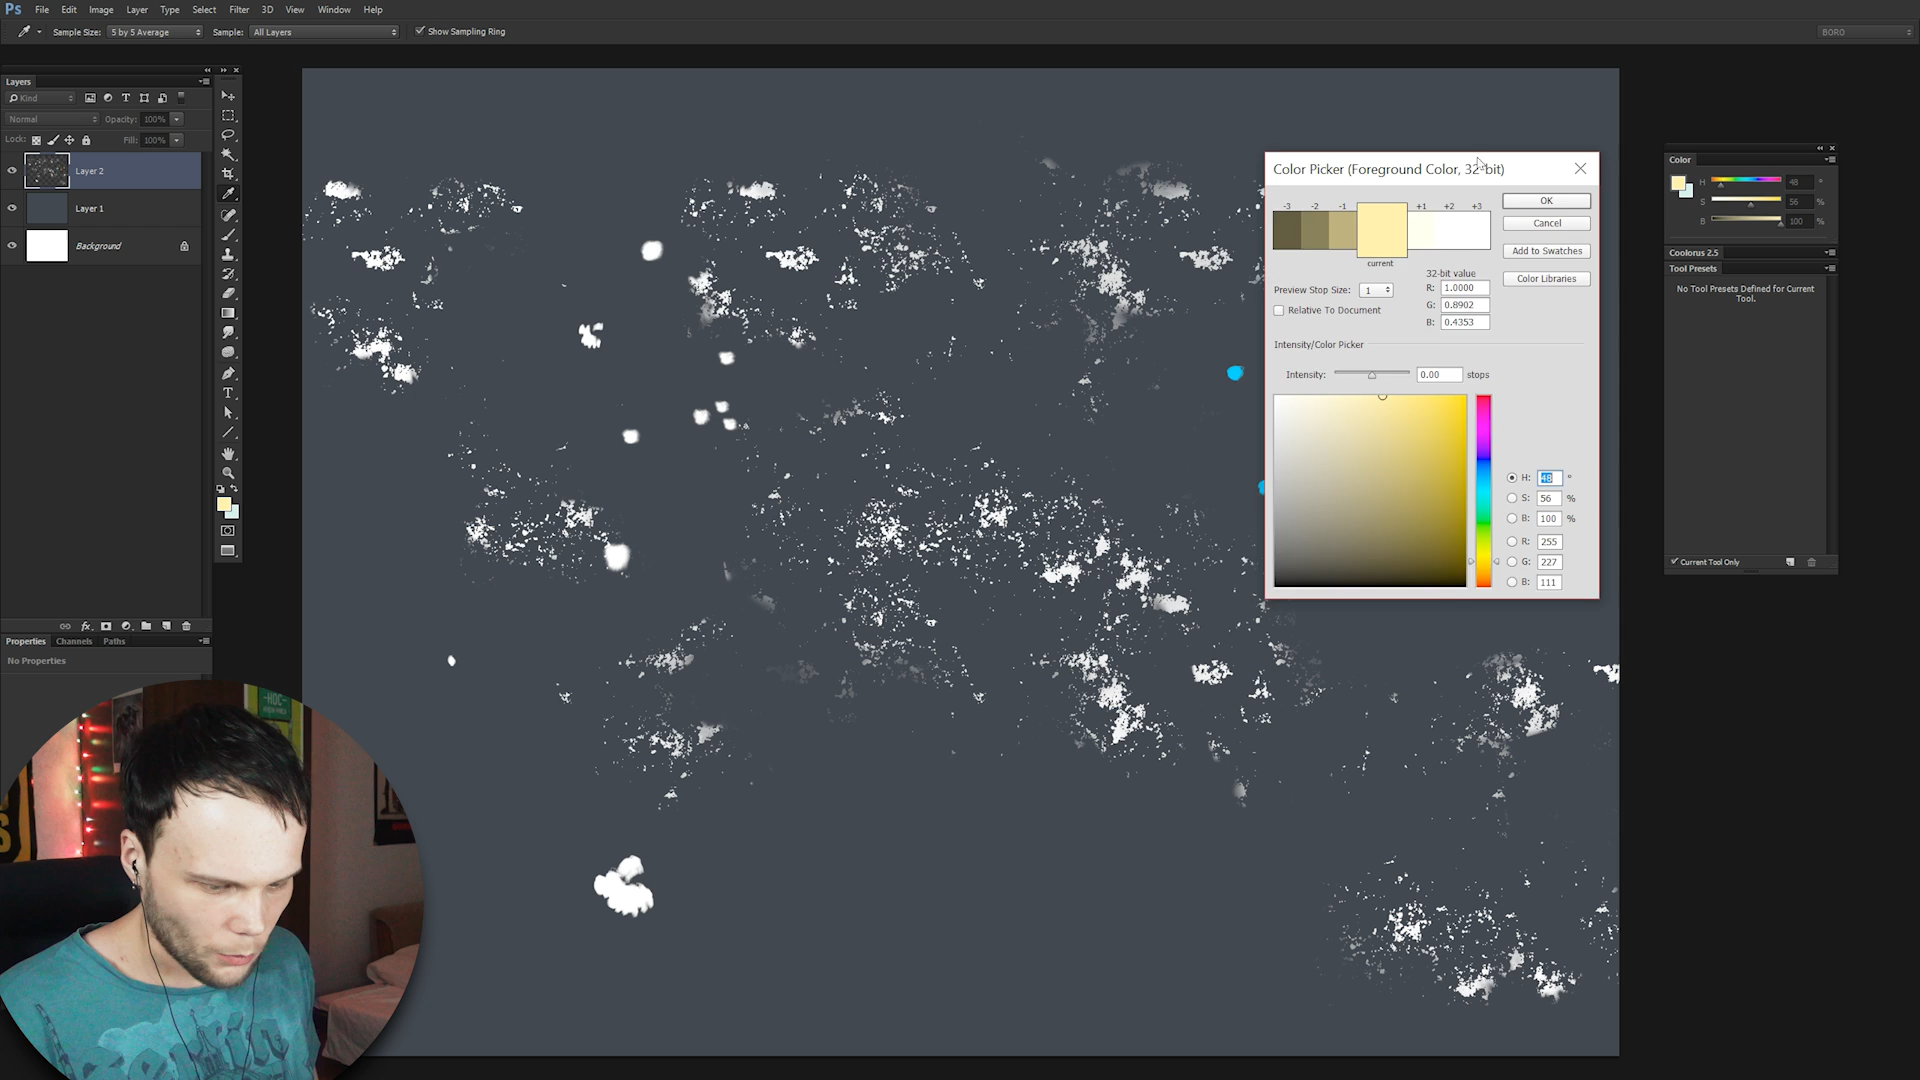 Ps File Edit Image Layer Type Select Filter 3D View Window Help
Sample Size: 5 by 5 Average Sample: All Layers Show Sampling Ring BORO
Layers
Kind
Normal Opacity: 100%
Lock: Fill: 100%
Layer 2
Layer 1
Background
Properties Channels Paths
No Properties
Color Picker (Foreground Color, 32-bit)
-3 -2 -1 +1 +2 +3
current
OK
Cancel
Add to Swatches
Color Libraries
32-bit value
Preview Stop Size: 1
R: 1.0000
Relative To Document
G: 0.8902
B: 0.4353
Intensity/Color Picker
Intensity: 0.00 stops
H: 48 °
S: 56 %
B: 100 %
R: 255
G: 227
B: 111
Color
H 48 °
S 56 %
B 100 %
Coolorus 2.5
Tool Presets
No Tool Presets Defined for Current
Tool.
Current Tool Only
-HDC-